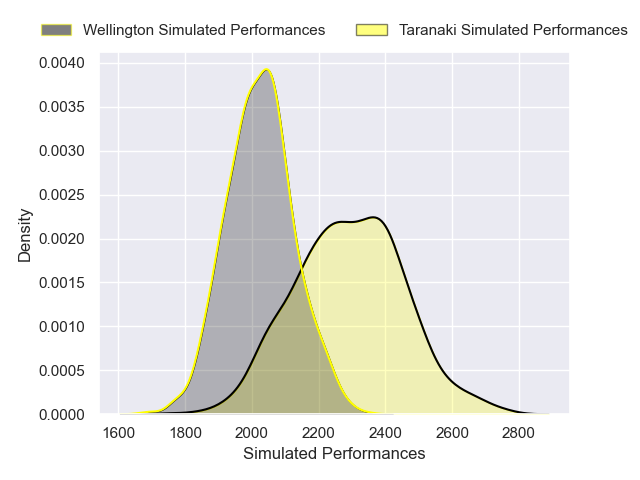 Wellington Simulated Performances Taranaki Simulated Performances
0.0040
0.0035
0.0030
0.0025
0.0020
0.0015
0.0010
0.0005
0.0000
Density
1600 1800 2000 2200 2400 2600 2800
Simulated Performances